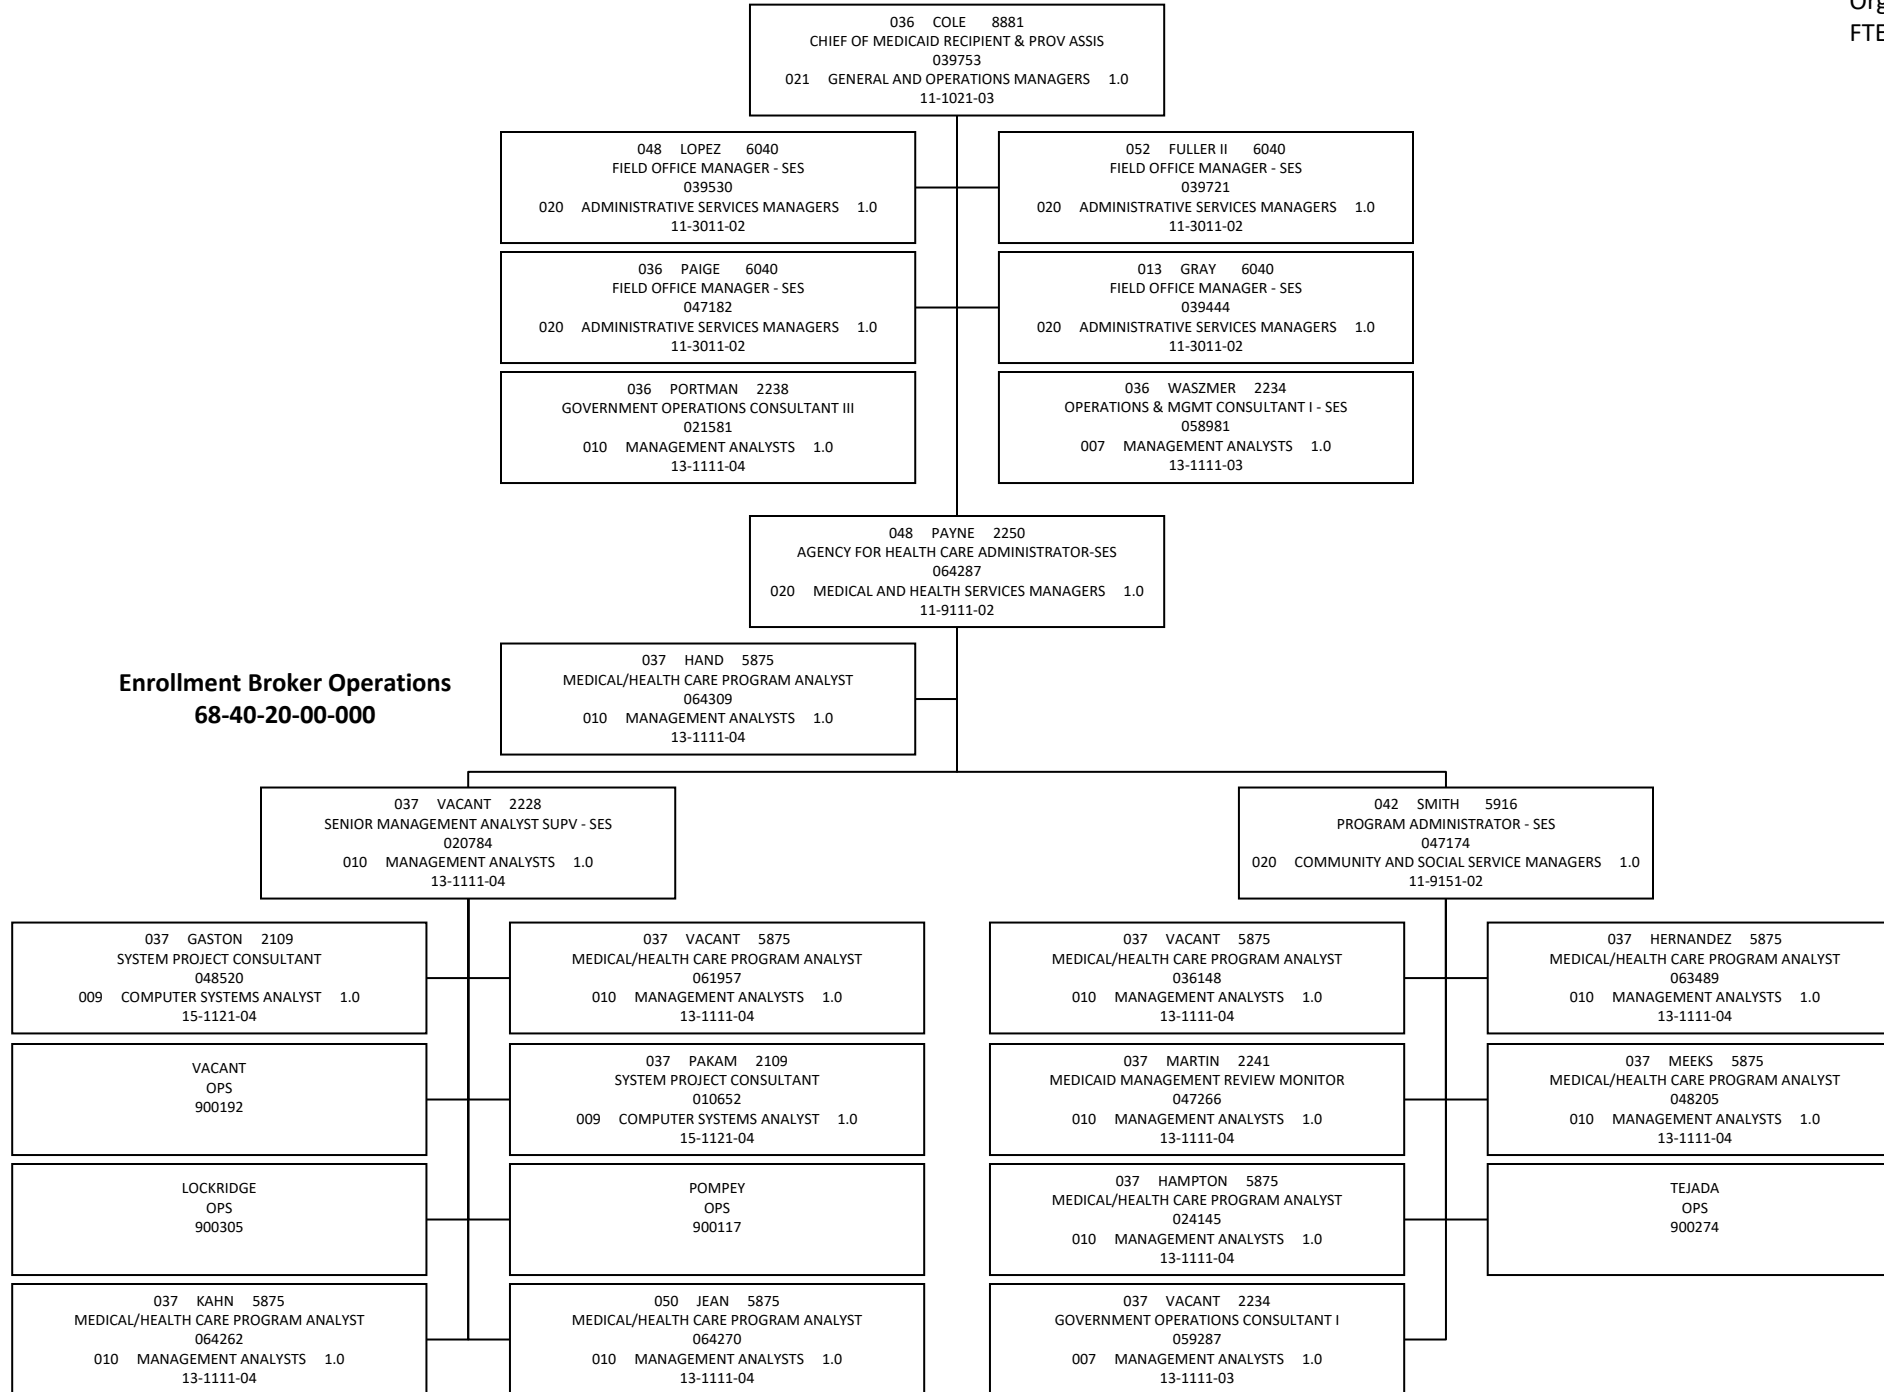 Org
FTE
036 COLE 8881
CHIEF OF MEDICAID RECIPIENT & PROV ASSIS
039753
021 GENERAL AND OPERATIONS MANAGERS 1.0
11-1021-03
048 LOPEZ 6040
FIELD OFFICE MANAGER - SES
039530
020 ADMINISTRATIVE SERVICES MANAGERS 1.0
11-3011-02
052 FULLER II 6040
FIELD OFFICE MANAGER - SES
039721
020 ADMINISTRATIVE SERVICES MANAGERS 1.0
11-3011-02
036 PAIGE 6040
FIELD OFFICE MANAGER - SES
047182
020 ADMINISTRATIVE SERVICES MANAGERS 1.0
11-3011-02
013 GRAY 6040
FIELD OFFICE MANAGER - SES
039444
020 ADMINISTRATIVE SERVICES MANAGERS 1.0
11-3011-02
036 PORTMAN 2238
GOVERNMENT OPERATIONS CONSULTANT III
021581
010 MANAGEMENT ANALYSTS 1.0
13-1111-04
036 WASZMER 2234
OPERATIONS & MGMT CONSULTANT I - SES
058981
007 MANAGEMENT ANALYSTS 1.0
13-1111-03
048 PAYNE 2250
AGENCY FOR HEALTH CARE ADMINISTRATOR-SES
064287
020 MEDICAL AND HEALTH SERVICES MANAGERS 1.0
11-9111-02
Enrollment Broker Operations
68-40-20-00-000
037 HAND 5875
MEDICAL/HEALTH CARE PROGRAM ANALYST
064309
010 MANAGEMENT ANALYSTS 1.0
13-1111-04
037 VACANT 2228
SENIOR MANAGEMENT ANALYST SUPV - SES
020784
010 MANAGEMENT ANALYSTS 1.0
13-1111-04
042 SMITH 5916
PROGRAM ADMINISTRATOR - SES
047174
020 COMMUNITY AND SOCIAL SERVICE MANAGERS 1.0
11-9151-02
037 GASTON 2109
SYSTEM PROJECT CONSULTANT
048520
009 COMPUTER SYSTEMS ANALYST 1.0
15-1121-04
037 VACANT 5875
MEDICAL/HEALTH CARE PROGRAM ANALYST
061957
010 MANAGEMENT ANALYSTS 1.0
13-1111-04
037 VACANT 5875
MEDICAL/HEALTH CARE PROGRAM ANALYST
036148
010 MANAGEMENT ANALYSTS 1.0
13-1111-04
037 HERNANDEZ 5875
MEDICAL/HEALTH CARE PROGRAM ANALYST
063489
010 MANAGEMENT ANALYSTS 1.0
13-1111-04
VACANT
OPS
900192
037 PAKAM 2109
SYSTEM PROJECT CONSULTANT
010652
009 COMPUTER SYSTEMS ANALYST 1.0
15-1121-04
037 MARTIN 2241
MEDICAID MANAGEMENT REVIEW MONITOR
047266
010 MANAGEMENT ANALYSTS 1.0
13-1111-04
037 MEEKS 5875
MEDICAL/HEALTH CARE PROGRAM ANALYST
048205
010 MANAGEMENT ANALYSTS 1.0
13-1111-04
LOCKRIDGE
OPS
900305
POMPEY
OPS
900117
037 HAMPTON 5875
MEDICAL/HEALTH CARE PROGRAM ANALYST
024145
010 MANAGEMENT ANALYSTS 1.0
13-1111-04
TEJADA
OPS
900274
037 KAHN 5875
MEDICAL/HEALTH CARE PROGRAM ANALYST
064262
010 MANAGEMENT ANALYSTS 1.0
13-1111-04
050 JEAN 5875
MEDICAL/HEALTH CARE PROGRAM ANALYST
064270
010 MANAGEMENT ANALYSTS 1.0
13-1111-04
037 VACANT 2234
GOVERNMENT OPERATIONS CONSULTANT I
059287
007 MANAGEMENT ANALYSTS 1.0
13-1111-03